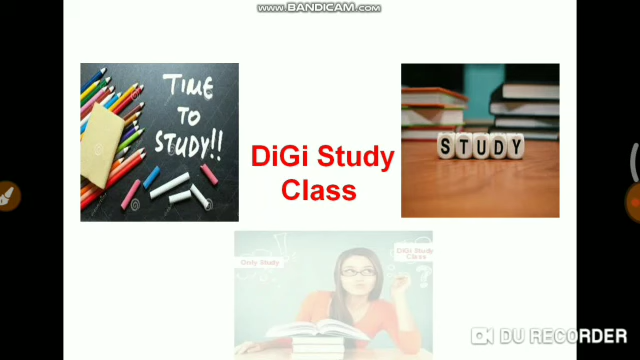 www.BANDICAM.com
TIME
TO
STUDY!!
STUDY
DiGi Study
Class
Only Study
DiGi Study
Class
?
DU RECORDER